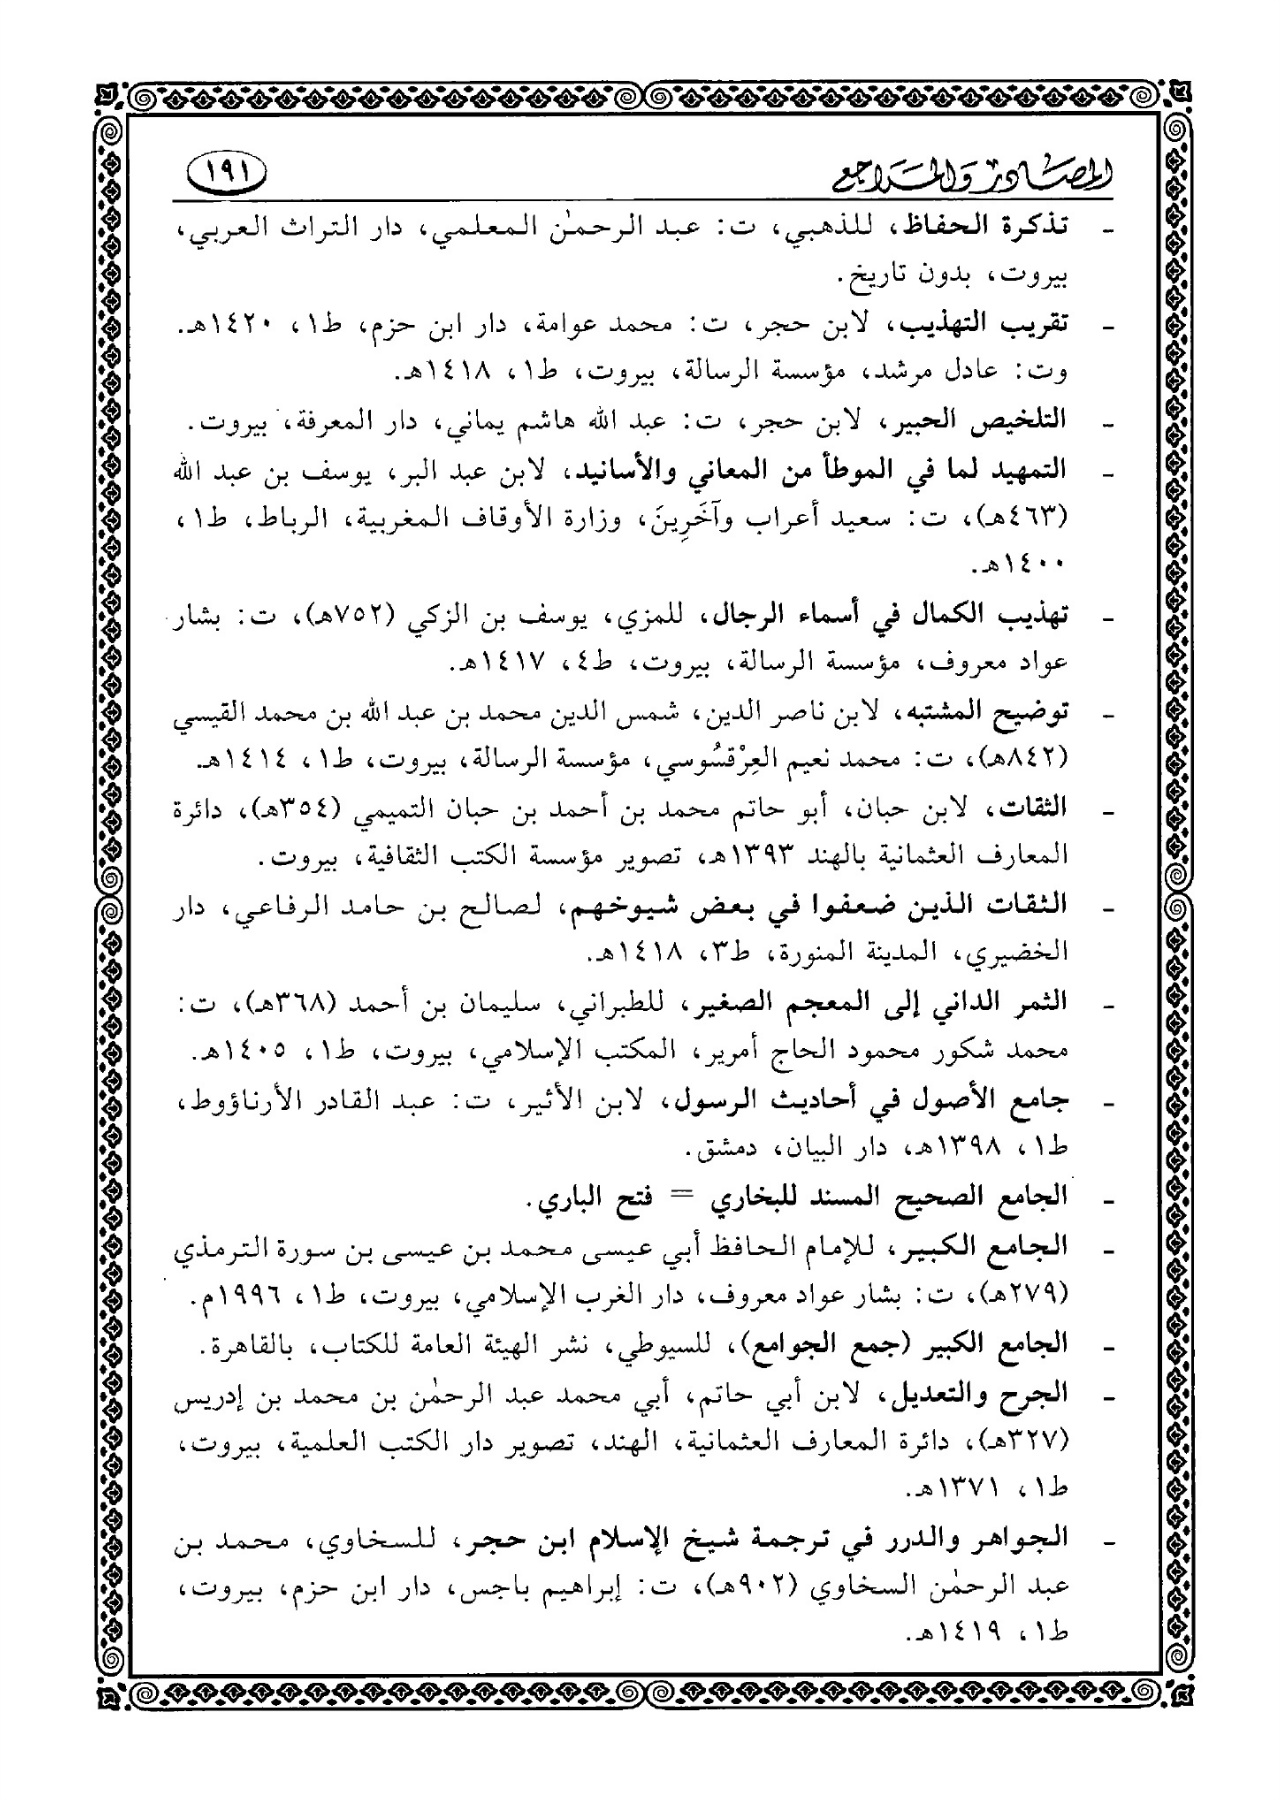 المصادر والمراجع
١٩١
- تذكرة الحفاظ، للذهبي، ت: عبد الرحمٰن المعلمي، دار التراث العربي،
بيروت، بدون تاريخ.
- تقريب التهذيب، لابن حجر، ت: محمد عوامة، دار ابن حزم، ط١، ١٤٢٠هـ.
وت: عادل مرشد، مؤسسة الرسالة، بيروت، ط١، ١٤١٨هـ.
- التلخيص الحبير، لابن حجر، ت: عبد الله هاشم يماني، دار المعرفة، بيروت.
- التمهيد لما في الموطأ من المعاني والأسانيد، لابن عبد البر، يوسف بن عبد الله
(٤٦٣هـ)، ت: سعيد أعراب وآخَرِينَ، وزارة الأوقاف المغربية، الرباط، ط١،
١٤٠٠هـ.
- تهذيب الكمال في أسماء الرجال، للمزي، يوسف بن الزكي (٧٥٢هـ)، ت: بشار
عواد معروف، مؤسسة الرسالة، بيروت، ط٤، ١٤١٧هـ.
- توضيح المشتبه، لابن ناصر الدين، شمس الدين محمد بن عبد الله بن محمد القيسي
(٨٤٢هـ)، ت: محمد نعيم العِرْقسُوسي، مؤسسة الرسالة، بيروت، ط١، ١٤١٤هـ.
- الثقات، لابن حبان، أبو حاتم محمد بن أحمد بن حبان التميمي (٣٥٤هـ)، دائرة
المعارف العثمانية بالهند ١٣٩٣هـ، تصوير مؤسسة الكتب الثقافية، بيروت.
- الثقات الذين ضعفوا في بعض شيوخهم، لصالح بن حامد الرفاعي، دار
الخضيري، المدينة المنورة، ط٣، ١٤١٨هـ.
- الثمر الداني إلى المعجم الصغير، للطبراني، سليمان بن أحمد (٣٦٨هـ)، ت:
محمد شكور محمود الحاج أمرير، المكتب الإسلامي، بيروت، ط١، ١٤٠٥هـ.
- جامع الأصول في أحاديث الرسول، لابن الأثير، ت: عبد القادر الأرناؤوط،
ط١، ١٣٩٨هـ، دار البيان، دمشق.
- الجامع الصحيح المسند للبخاري = فتح الباري.
- الجامع الكبير، للإمام الحافظ أبي عيسى محمد بن عيسى بن سورة الترمذي
(٢٧٩هـ)، ت: بشار عواد معروف، دار الغرب الإسلامي، بيروت، ط١، ١٩٩٦م.
- الجامع الكبير (جمع الجوامع)، للسيوطي، نشر الهيئة العامة للكتاب، بالقاهرة.
- الجرح والتعديل، لابن أبي حاتم، أبي محمد عبد الرحمٰن بن محمد بن إدريس
(٣٢٧هـ)، دائرة المعارف العثمانية، الهند، تصوير دار الكتب العلمية، بيروت،
ط١، ١٣٧١هـ.
- الجواهر والدرر في ترجمة شيخ الإسلام ابن حجر، للسخاوي، محمد بن
عبد الرحمٰن السخاوي (٩٠٢هـ)، ت: إبراهيم باجس، دار ابن حزم، بيروت،
ط١، ١٤١٩هـ.